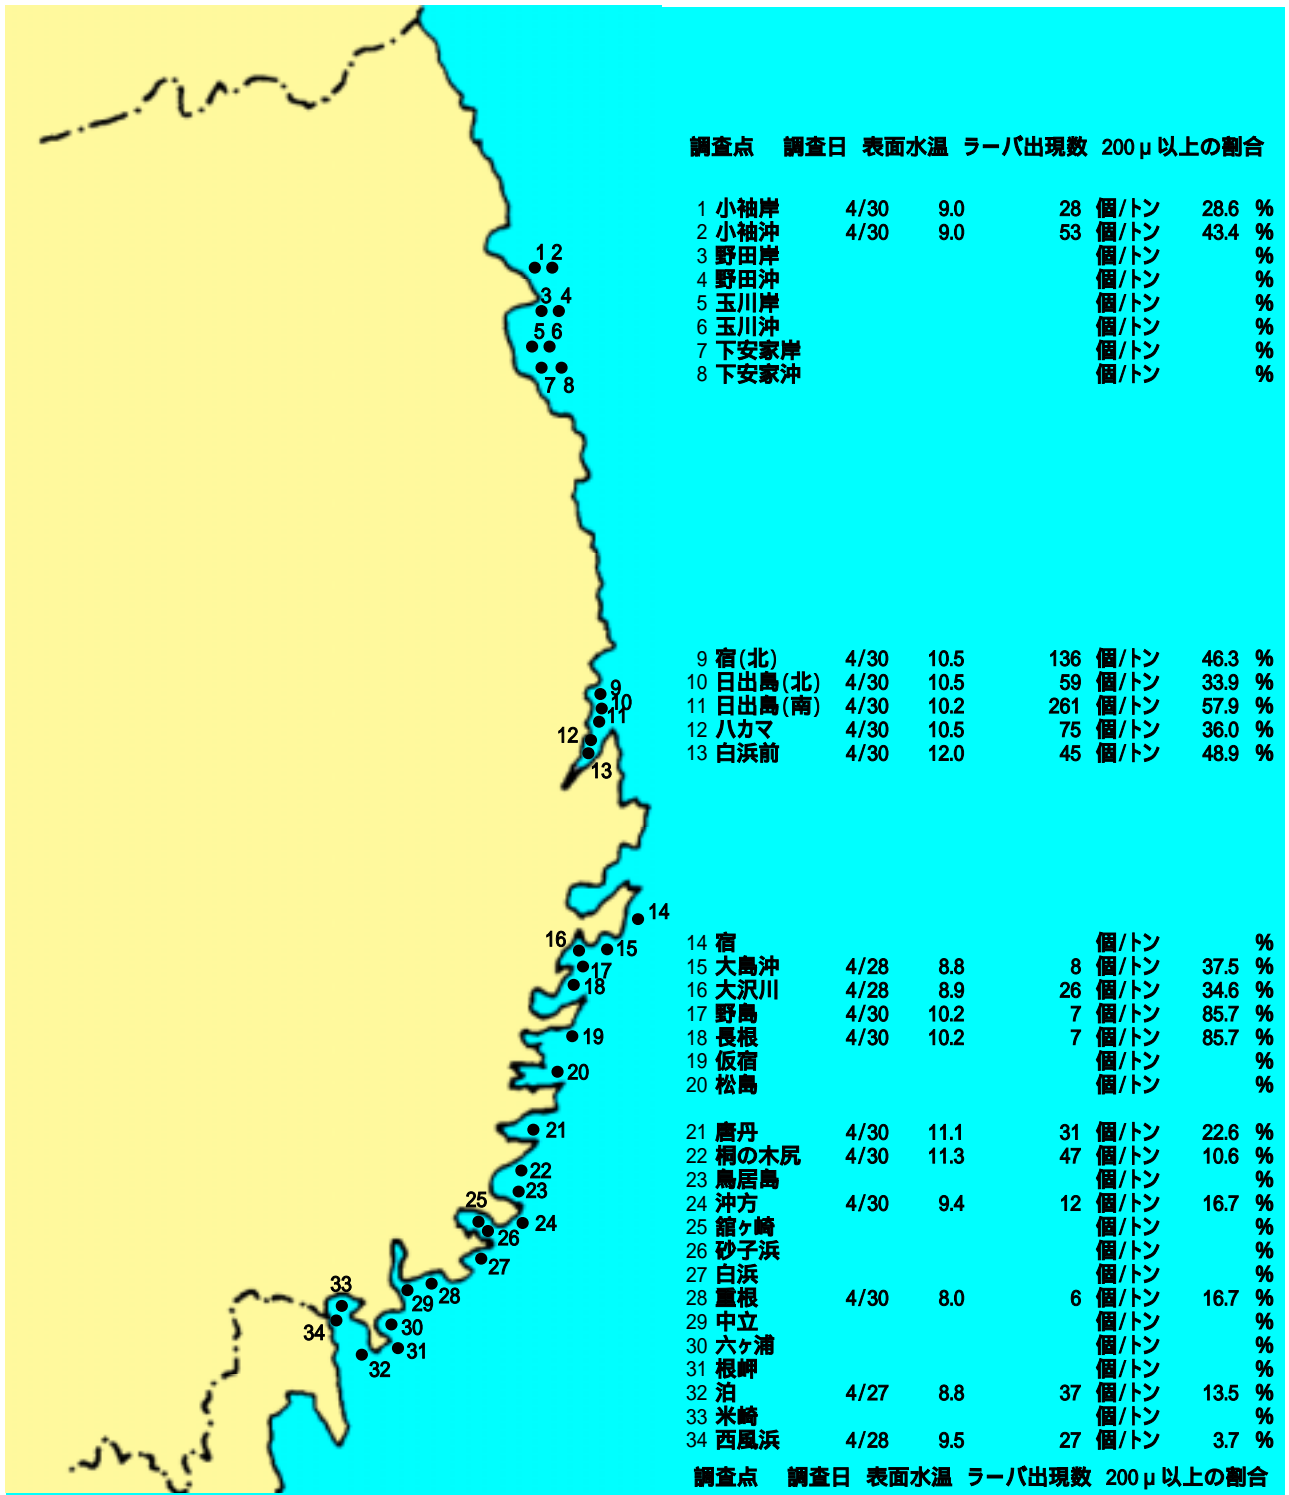 調査点 調査日 表面水温 ラーバ出現数 200μ以上の割合
1 小袖岸 4/30 9.0 28 個/トン 28.6 %
2 小袖沖 4/30 9.0 53 個/トン 43.4 %
3 野田岸 個/トン %
4 野田沖 個/トン %
5 玉川岸 個/トン %
6 玉川沖 個/トン %
7 下安家岸 個/トン %
8 下安家沖 個/トン %
9 宿(北) 4/30 10.5 136 個/トン 46.3 %
10 日出島(北) 4/30 10.5 59 個/トン 33.9 %
11 日出島(南) 4/30 10.2 261 個/トン 57.9 %
12 ハカマ 4/30 10.5 75 個/トン 36.0 %
13 白浜前 4/30 12.0 45 個/トン 48.9 %
14 宿 個/トン %
15 大島沖 4/28 8.8 8 個/トン 37.5 %
16 大沢川 4/28 8.9 26 個/トン 34.6 %
17 野島 4/30 10.2 7 個/トン 85.7 %
18 長根 4/30 10.2 7 個/トン 85.7 %
19 仮宿 個/トン %
20 松島 個/トン %
21 唐丹 4/30 11.1 31 個/トン 22.6 %
22 桐の木尻 4/30 11.3 47 個/トン 10.6 %
23 鳥居島 個/トン %
24 沖方 4/30 9.4 12 個/トン 16.7 %
25 舘ヶ崎 個/トン %
26 砂子浜 個/トン %
27 白浜 個/トン %
28 重根 4/30 8.0 6 個/トン 16.7 %
29 中立 個/トン %
30 六ヶ浦 個/トン %
31 根岬 個/トン %
32 泊 4/27 8.8 37 個/トン 13.5 %
33 米崎 個/トン %
34 西風浜 4/28 9.5 27 個/トン 3.7 %
調査点 調査日 表面水温 ラーバ出現数 200μ以上の割合
1 2
3 4
5 6
7 8
9
10
11
12
13
14
16 15
17
18
19
20
21
22
23
25
24
26
27
33
28
29
34
30
31
32